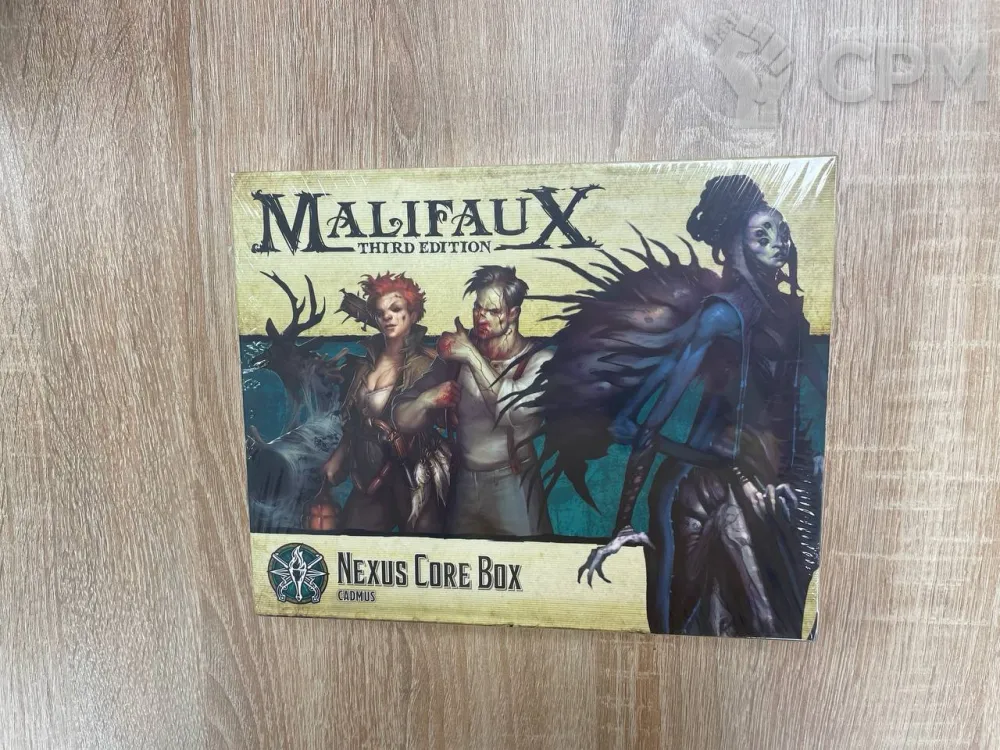 CPM
MALIFAUX
THIRD EDITION
NEXUS CORE BOX
CADMUS